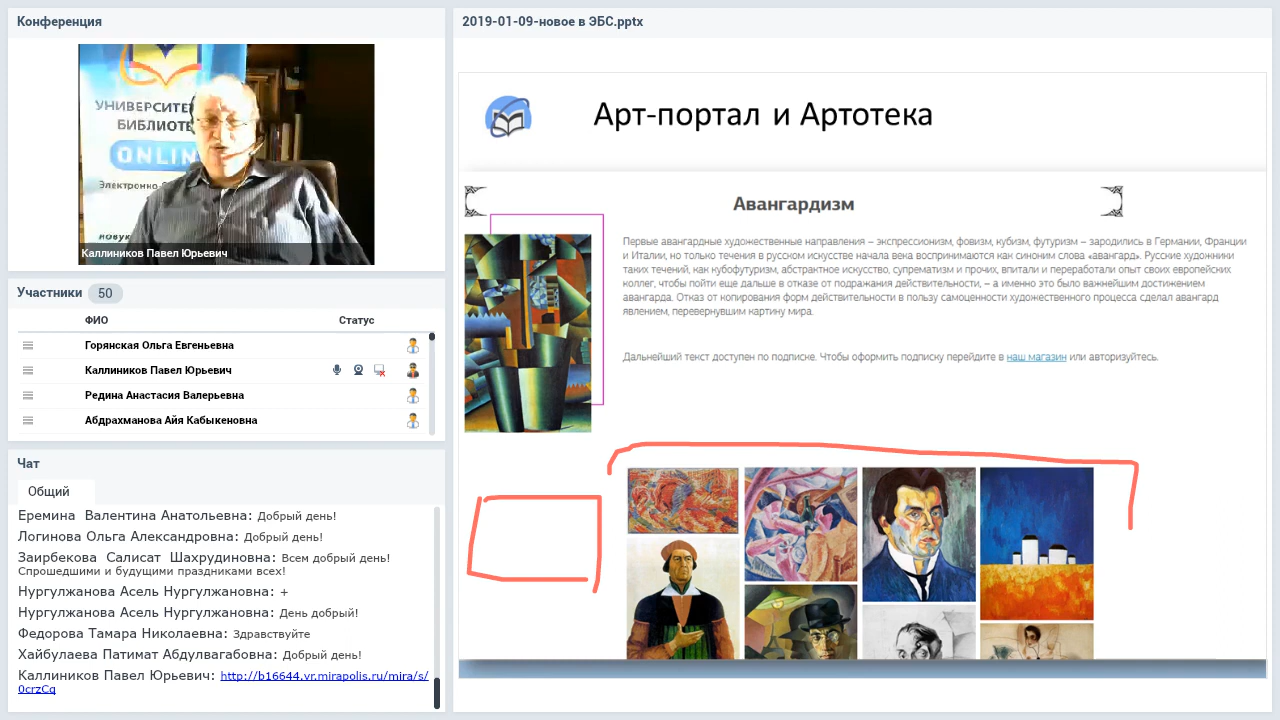 Конференция
УНИВЕРСИТЕ
БИБЛИОТЕ
ONLIN
Каллиников Павел Юрьевич
Участники 50
ФИО Статус
Горянская Ольга Евгеньевна
Каллиников Павел Юрьевич
Редина Анастасия Валерьевна
Абдрахманова Айя Кабыкеновна
Чат
Общий
Еремина Валентина Анатольевна: Добрый день!
Логинова Ольга Александровна: Добрый день!
Заирбекова Салисат Шахрудиновна: Всем добрый день!
Спрошедшими и будущими праздниками всех!
Нургулжанова Асель Нургулжановна: +
Нургулжанова Асель Нургулжановна: День добрый!
Федорова Тамара Николаевна: Здравствуйте
Хайбулаева Патимат Абдулвагабовна: Добрый день!
Каллиников Павел Юрьевич: http://b16644.vr.mirapolis.ru/mira/s/
0crzCq
2019-01-09-новое в ЭБС.pptx
Арт-портал и Артотека
Авангардизм
Первые авангардные художественные направления – экспрессионизм, фовизм, кубизм, футуризм – зародились в Германии, Франции
и Италии, но только течения в русском искусстве начала века воспринимаются как синоним слова «авангард». Русские художники
таких течений, как кубофутуризм, абстрактное искусство, супрематизм и прочих, впитали и переработали опыт своих европейских
коллег, чтобы пойти еще дальше в отказе от подражания действительности, – а именно это было важнейшим достижением
авангарда. Отказ от копирования форм действительности в пользу самоценности художественного процесса сделал авангард
явлением, перевернувшим картину мира.
Дальнейший текст доступен по подписке. Чтобы оформить подписку перейдите в наш магазин или авторизуйтесь.